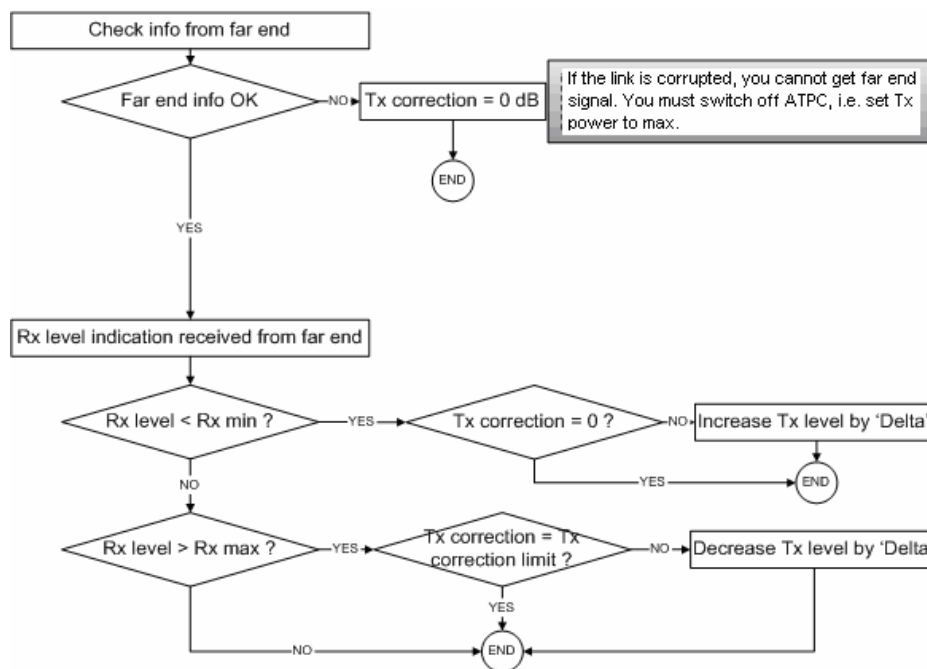 Check info from far end
Far end info OK
NO
Tx correction = 0 dB
If the link is corrupted, you cannot get far end
signal. You must switch off ATPC, i.e. set Tx
power to max.
END
YES
Rx level indication received from far end
Rx level < Rx min ?
YES
Tx correction = 0 ?
NO
Increase Tx level by 'Delta'
YES
END
NO
Rx level > Rx max ?
YES
Tx correction = Tx
correction limit ?
NO
Decrease Tx level by 'Delta'
YES
NO
END